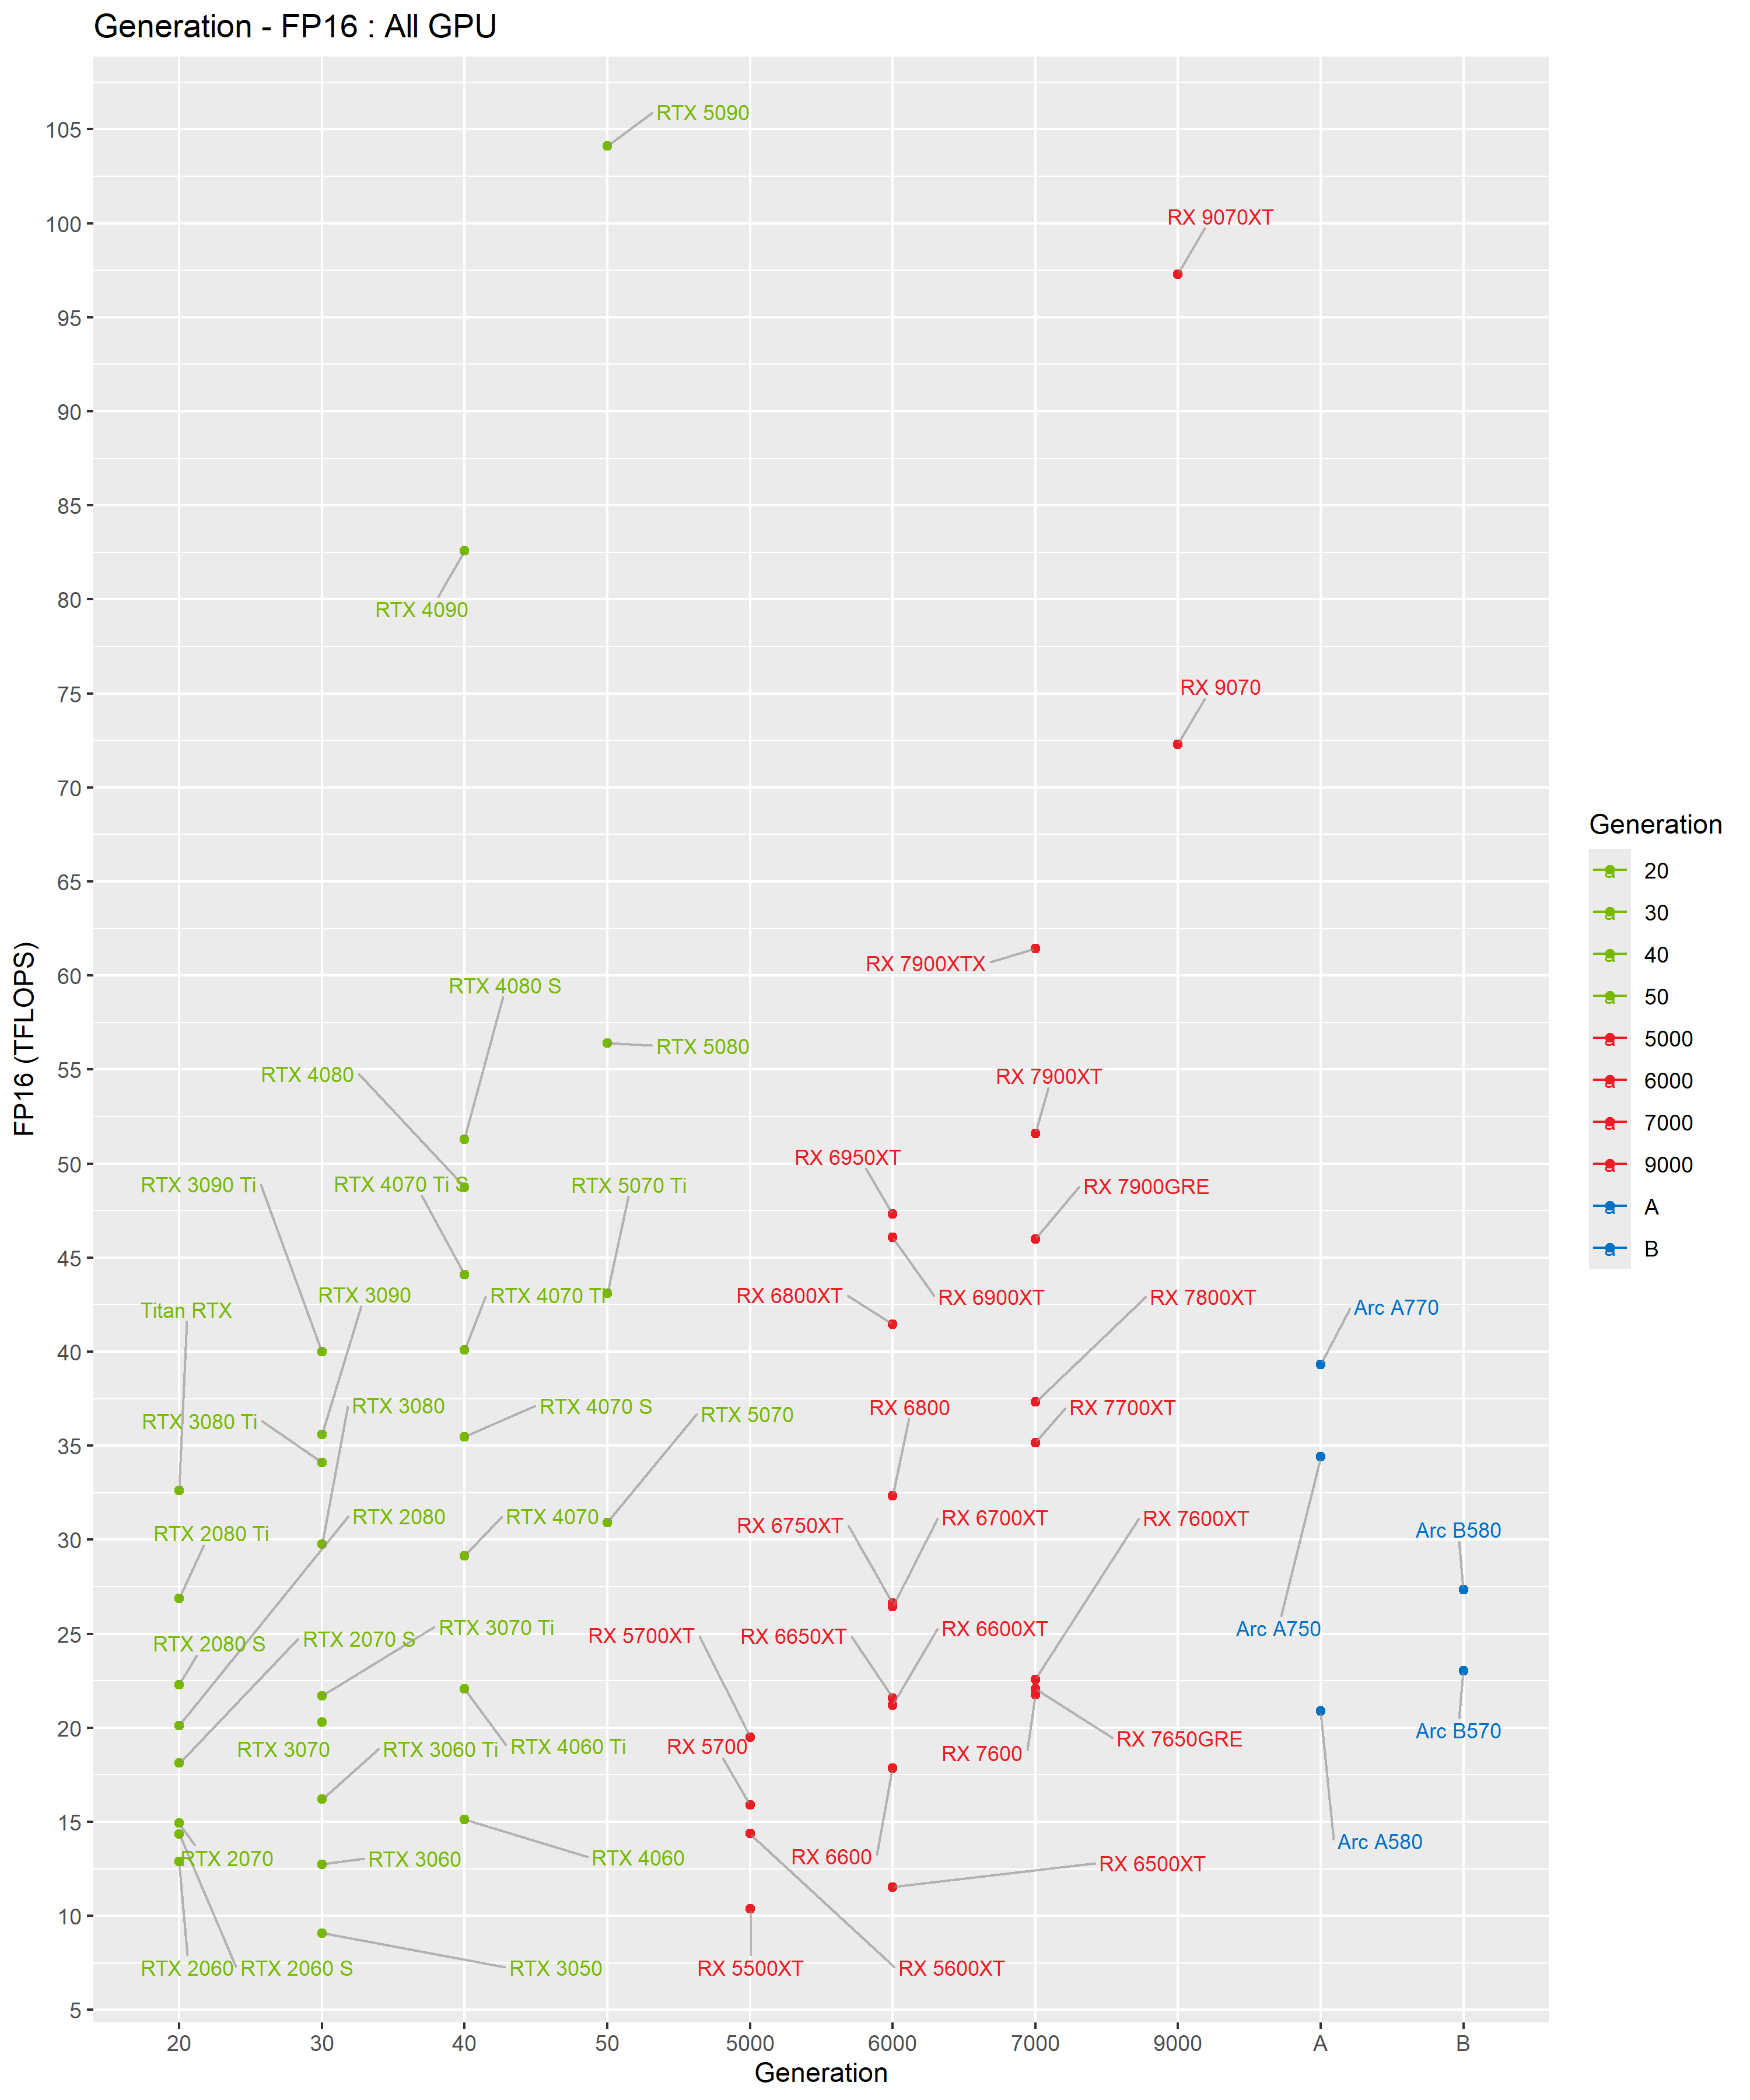 Generation - FP16 : All GPU
FP16 (TFLOPS)
105
100
95
90
85
80
75
70
65
60
55
50
45
40
35
30
25
20
15
10
5
RTX 5090
RX 9070XT
RTX 4090
RX 9070
RX 7900XTX
RTX 4080 S
RTX 5080
RTX 4080
RX 7900XT
RX 6950XT
RTX 3090 Ti
RTX 4070 Ti S
RTX 5070 Ti
RX 7900GRE
RTX 3090
RTX 4070 Ti
RX 6800XT
RX 6900XT
RX 7800XT
Titan RTX
Arc A770
RTX 3080
RTX 4070 S
RTX 5070
RX 6800
RX 7700XT
RTX 3080 Ti
RTX 2080 Ti
RTX 2080
RTX 4070
RX 6750XT
RX 6700XT
RX 7600XT
Arc B580
RTX 2080 S
RTX 2070 S
RTX 3070 Ti
RX 5700XT
RX 6650XT
RX 6600XT
Arc A750
RTX 3070
RTX 3060 Ti
RTX 4060 Ti
RX 5700
RX 7600
RX 7650GRE
Arc B570
RTX 2070
RTX 3060
RTX 4060
RX 6600
RX 6500XT
Arc A580
RTX 2060
RTX 2060 S
RTX 3050
RX 5500XT
RX 5600XT
20
30
40
50
5000
6000
7000
9000
A
B
Generation
Generation
a 20
a 30
a 40
a 50
a 5000
a 6000
a 7000
a 9000
a A
a B